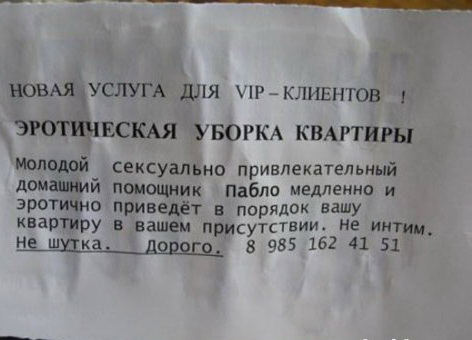 НОВАЯ УСЛУГА ДЛЯ VIP – КЛИЕНТОВ !
ЭРОТИЧЕСКАЯ УБОРКА КВАРТИРЫ
Молодой сексуально привлекательный
домашний помощник Пабло медленно и
эротично приведёт в порядок вашу
квартиру в вашем присутствии. Не интим.
Не шутка. Дорого. 8 985 162 41 51